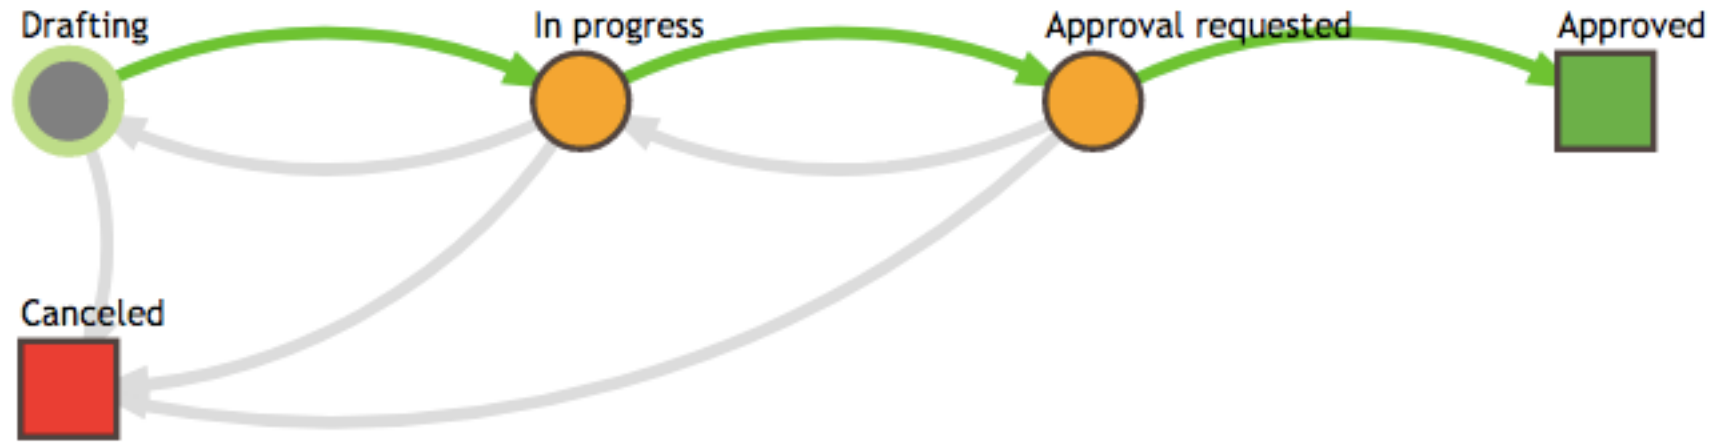 Drafting
In progress
Approval requested
Approved
Canceled